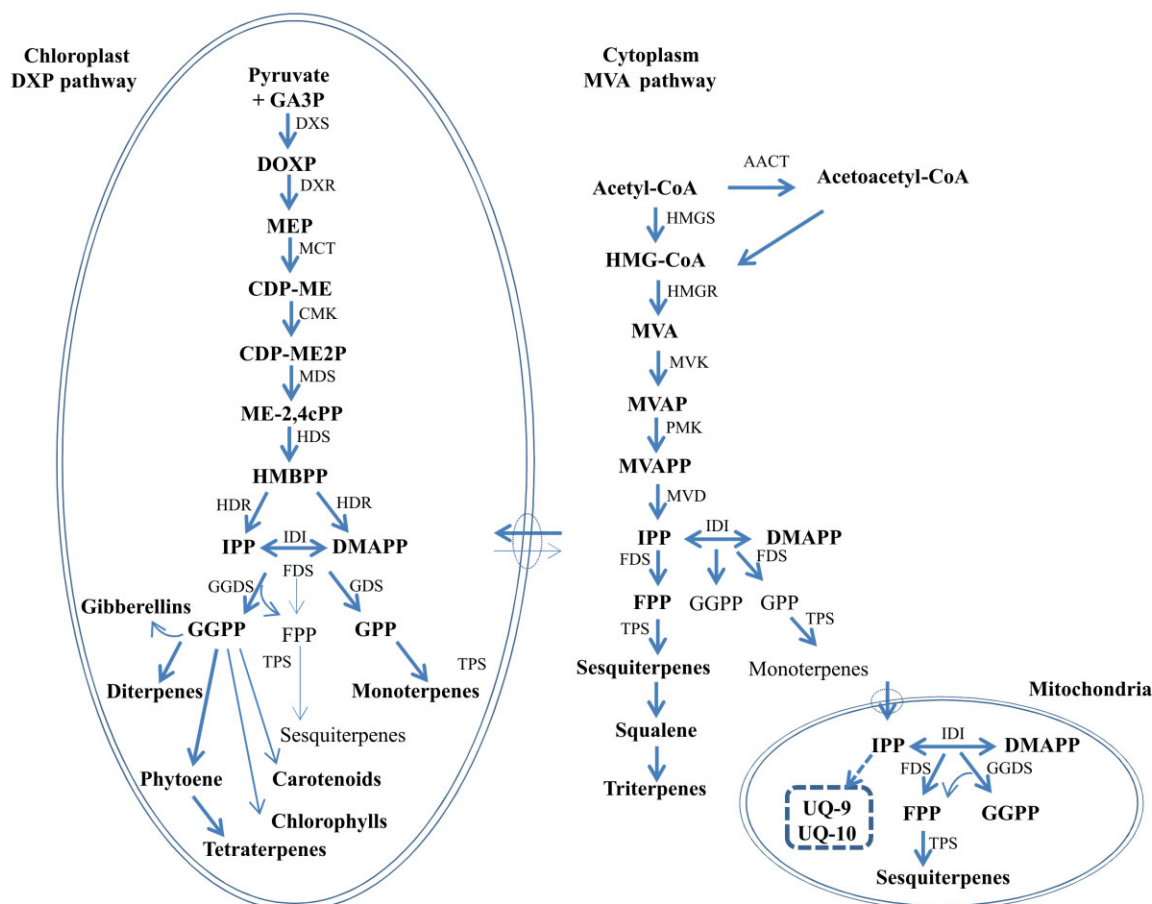 Chloroplast
DXP pathway
Pyruvate
+ GA3P
DXS
DOXP
DXR
MEP
MCT
CDP-ME
CMK
CDP-ME2P
MDS
ME-2,4cPP
HDS
HMBPP
HDR
HDR
IPP
IDI
DMAPP
GGDS
FDS
GDS
Gibberellins
GGPP
FPP
GPP
TPS
TPS
Diterpenes
Monoterpenes
Sesquiterpenes
Phytoene
Carotenoids
Chlorophylls
Tetraterpenes
Cytoplasm
MVA pathway
AACT
Acetyl-CoA
Acetoacetyl-CoA
HMGS
HMG-CoA
HMGR
MVA
MVK
MVAP
PMK
MVAPP
MVD
IPP
IDI
DMAPP
FDS
FDS
FPP
GGPP
GPP
TPS
TPS
Sesquiterpenes
Monoterpenes
Squalene
Triterpenes
Mitochondria
IPP
IDI
DMAPP
FDS
GGDS
UQ-9
UQ-10
FPP
GGPP
TPS
Sesquiterpenes